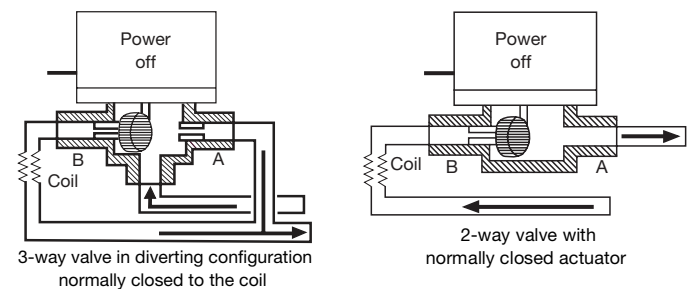 Power
off
B
A
Coil
3-way valve in diverting configuration
normally closed to the coil
Power
off
Coil
B
A
2-way valve with
normally closed actuator